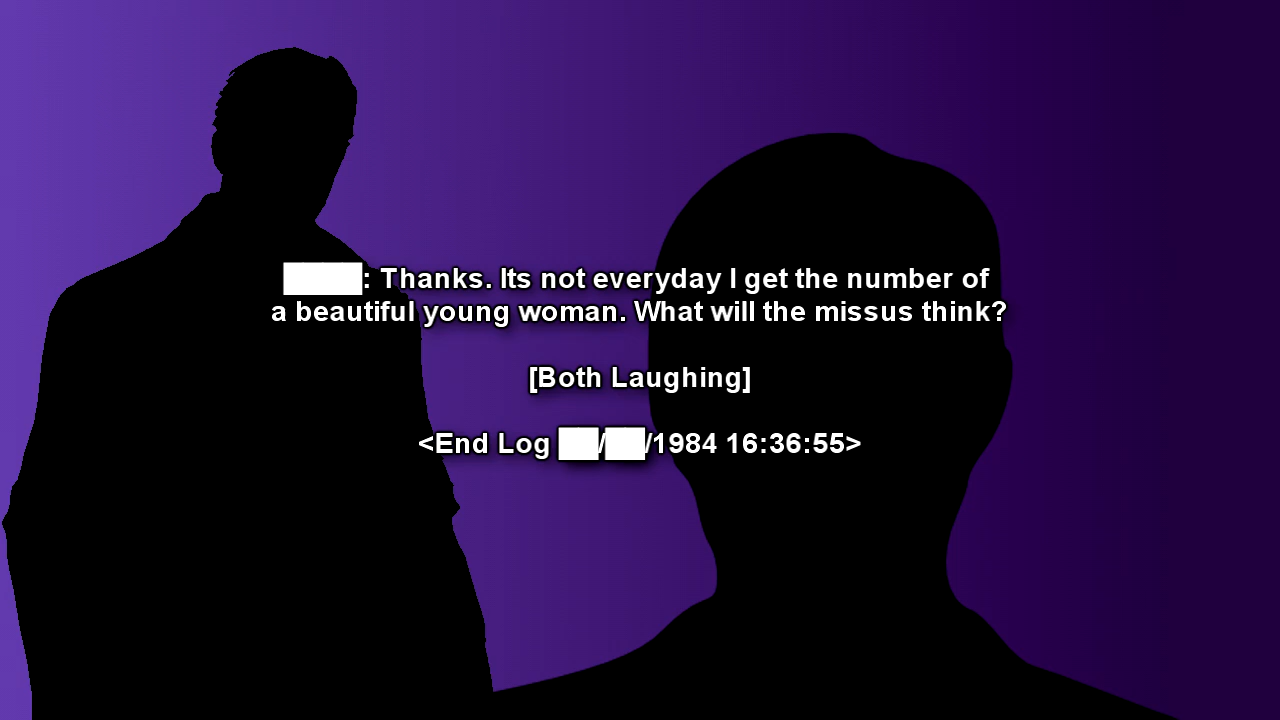 ████: Thanks. Its not everyday I get the number of
a beautiful young woman. What will the missus think?
[Both Laughing]
<End Log ██/██/1984 16:36:55>